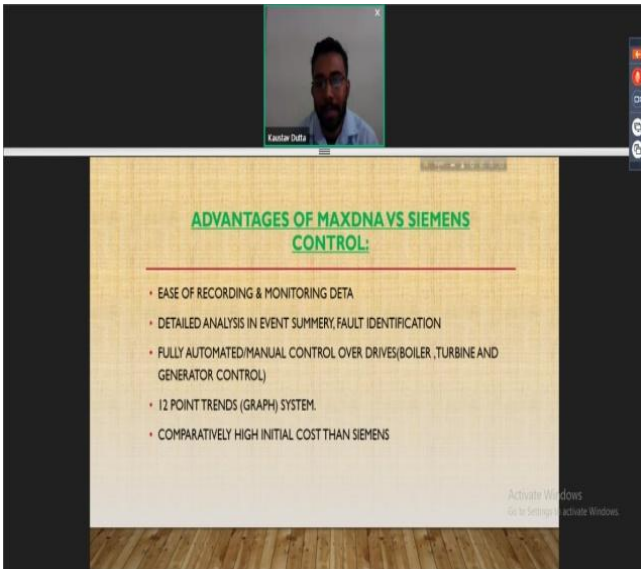 Kaustav Dutta
ADVANTAGES OF MAXDNA VS SIEMENS
CONTROL:
• EASE OF RECORDING & MONITORING DETA
• DETAILED ANALYSIS IN EVENT SUMMERY, FAULT IDENTIFICATION
• FULLY AUTOMATED/MANUAL CONTROL OVER DRIVES(BOILER ,TURBINE AND
GENERATOR CONTROL)
• 12 POINT TRENDS (GRAPH) SYSTEM.
• COMPARATIVELY HIGH INITIAL COST THAN SIEMENS
Activate Windows
Go to Settings to activate Windows.